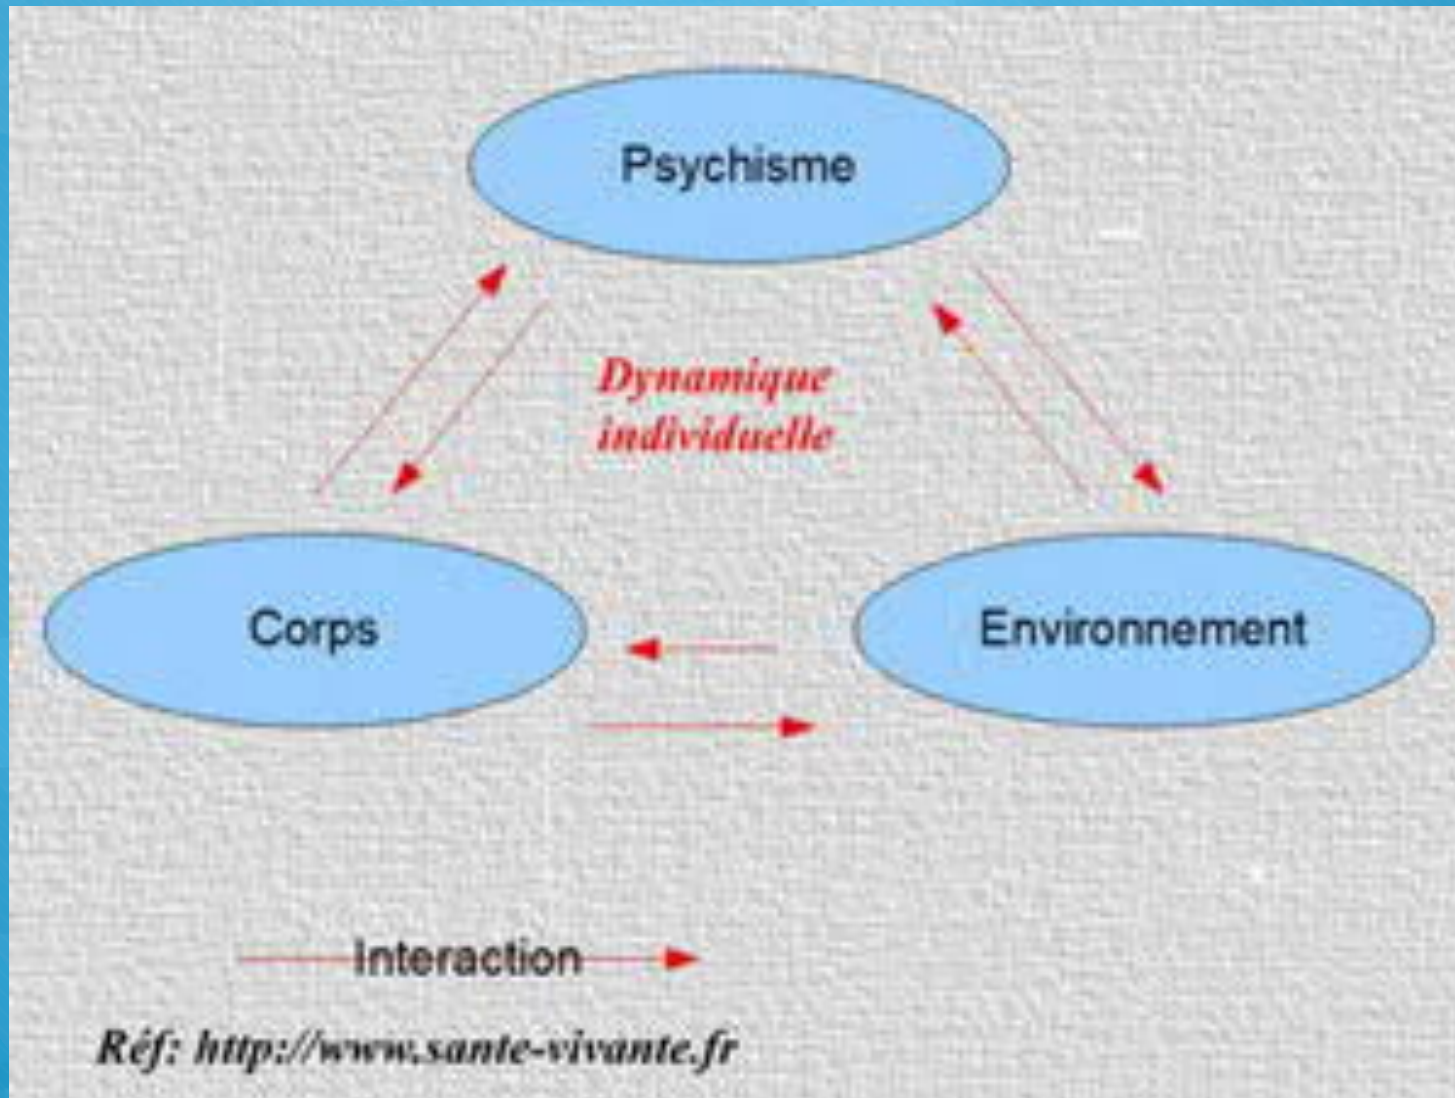 Psychisme
Dynamique
individuelle
Corps
Environnement
Interaction
Réf: http://www.sante-vivante.fr